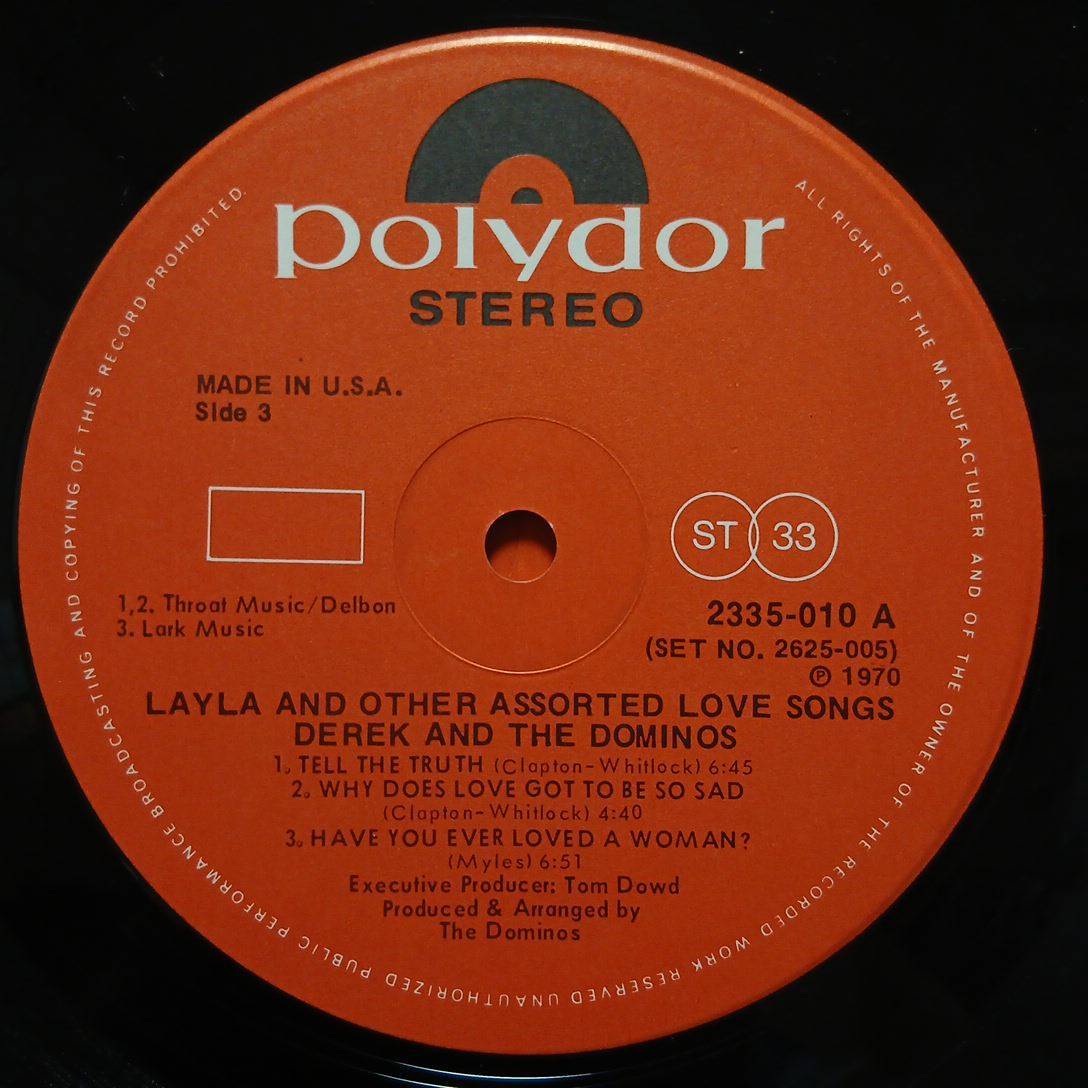 polydor
STEREO
MADE IN U.S.A.
Side 3
ST 33
1,2. Throat Music/Delbon
3. Lark Music
2335-010 A
(SET NO. 2625-005)
℗ 1970
LAYLA AND OTHER ASSORTED LOVE SONGS
DEREK AND THE DOMINOS
1. TELL THE TRUTH (Clapton-Whitlock) 6:45
2. WHY DOES LOVE GOT TO BE SO SAD
(Clapton-Whitlock) 4:40
3. HAVE YOU EVER LOVED A WOMAN?
(Myles) 6:51
Executive Producer: Tom Dowd
Produced & Arranged by
The Dominos
ALL RIGHTS OF THE MANUFACTURER AND OF THE OWNER OF THE RECORDED WORK RESERVED UNAUTHORIZED PUBLIC PERFORMANCE BROADCASTING AND COPYING OF THIS RECORD PROHIBITED.